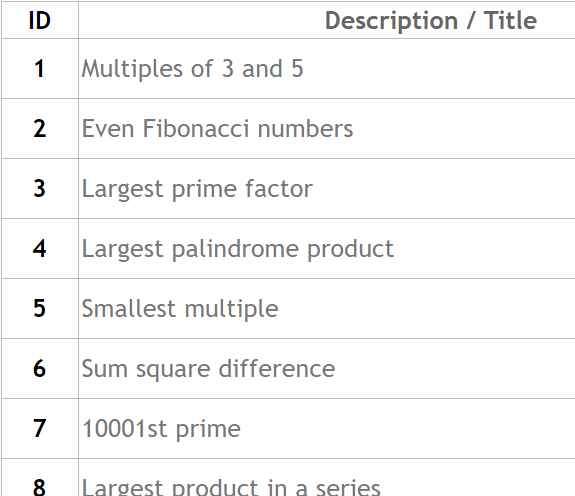 ID Description / Title
1 Multiples of 3 and 5
2 Even Fibonacci numbers
3 Largest prime factor
4 Largest palindrome product
5 Smallest multiple
6 Sum square difference
7 10001st prime
8 Largest product in a series